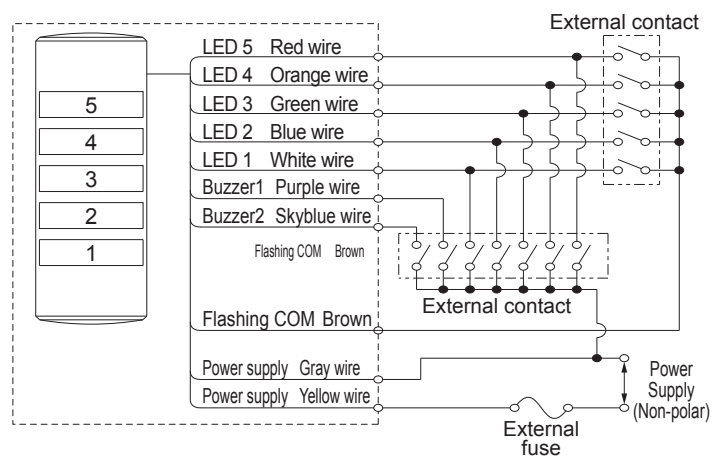 External contact
LED 5 Red wire
LED 4 Orange wire
LED 3 Green wire
LED 2 Blue wire
LED 1 White wire
Buzzer1 Purple wire
Buzzer2 Skyblue wire
Flashing COM Brown
5
4
3
2
1
External contact
Flashing COM Brown
Power supply Gray wire
Power supply Yellow wire
Power
Supply
(Non-polar)
External
fuse